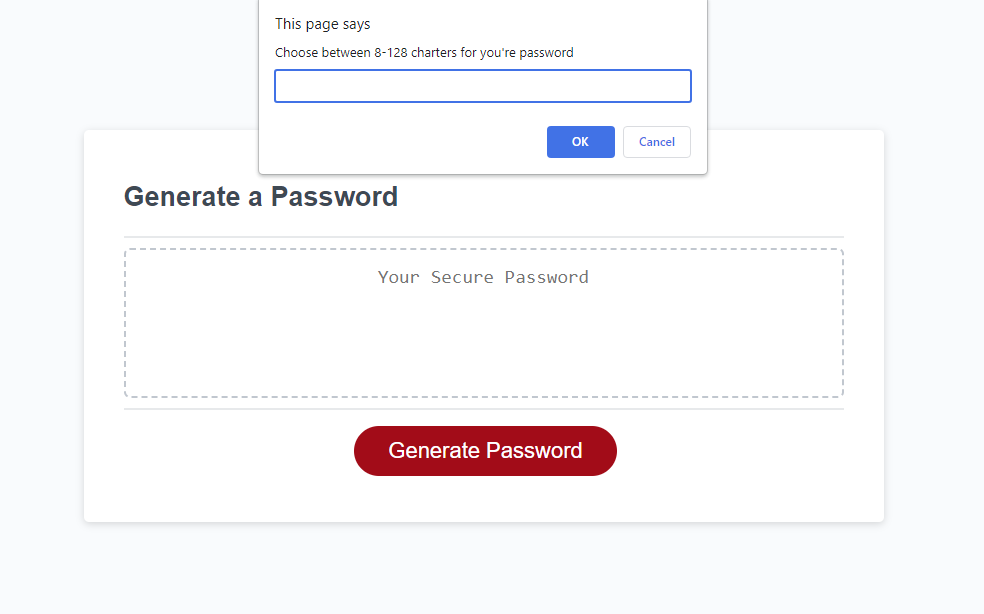 This page says
Choose between 8-128 charters for you're password
OK
Cancel
Generate a Password
Your Secure Password
Generate Password